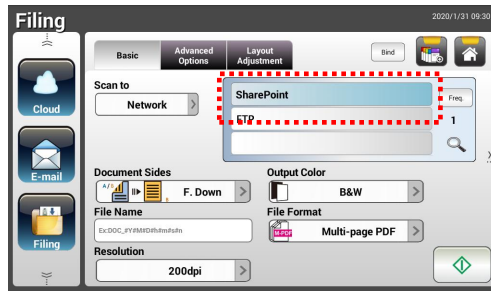 Filing
2020/1/31 09:30
Basic
Advanced Options
Layout Adjustment
Bind
Cloud
E-mail
Filing
Scan to
Network
SharePoint
FTP
Freq.
1
Document Sides
F. Down
Output Color
B&W
File Name
Ex:DOC_#Y#M#D#h#m#s#n
File Format
M-PDF
Multi-page PDF
Resolution
200dpi